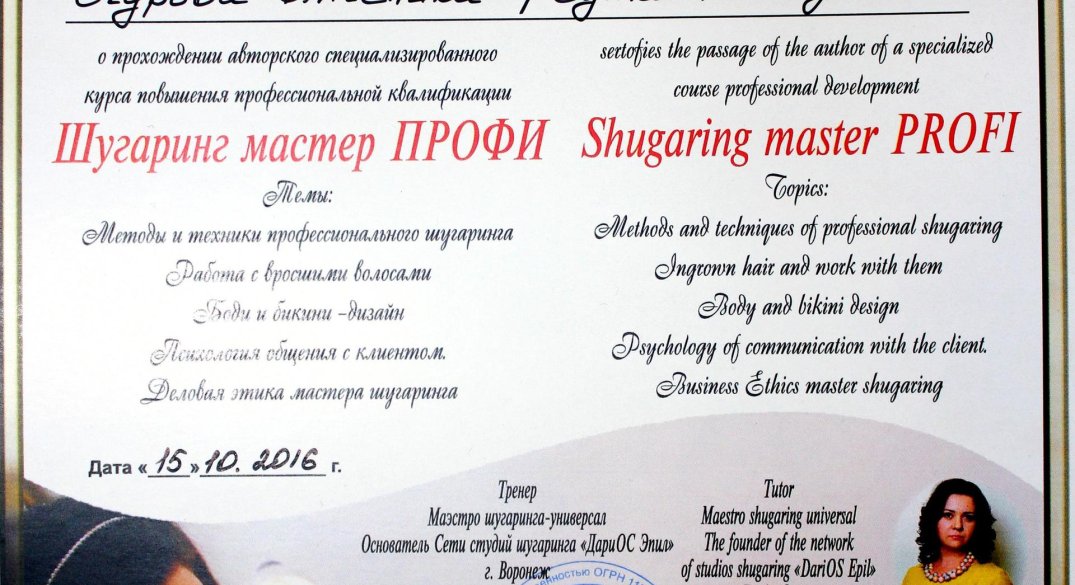 о прохождении авторского специализированного
курса повышения профессиональной квалификации
Шугаринг мастер ПРОФИ
Темы:
Методы и техники профессионального шугаринга
Работа с вросшими волосами
Боди и бикини –дизайн
Психология общения с клиентом.
Деловая этика мастера шугаринга
sertofies the passage of the author of a specialized
course professional development
Shugaring master PROFI
Topics:
Methods and techniques of professional shugaring
Ingrown hair and work with them
Body and bikini design
Psychology of communication with the client.
Business Ethics master shugaring
Дата «15»10. 2016 г.
Тренер
Маэстро шугаринга-универсал
Основатель Сети студий шугаринга «ДариОС Эпил»
г. Воронеж
Tutor
Maestro shugaring universal
The founder of the network
of studios shugaring «DariOS Epil»
ОГРН